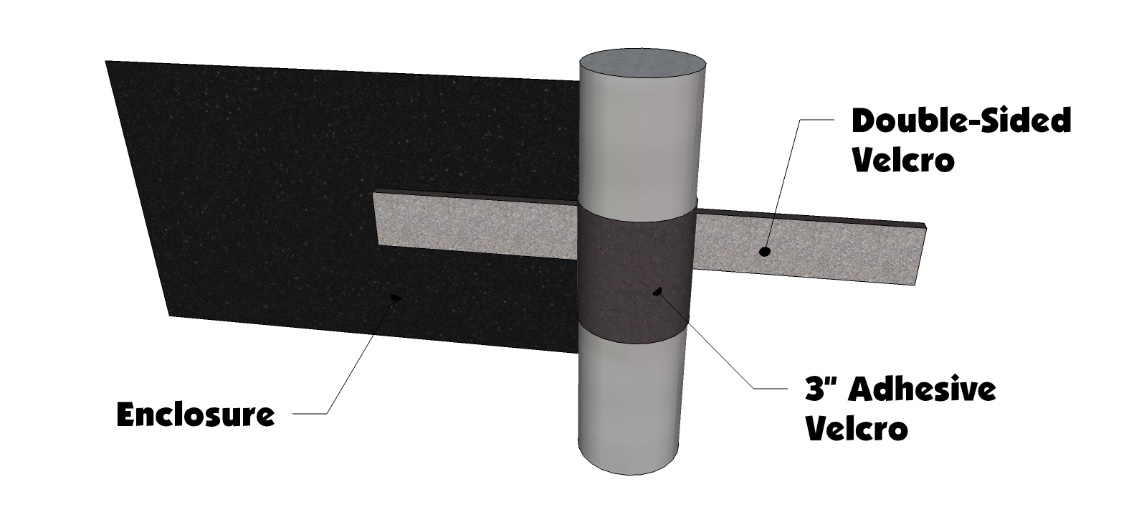 Double-Sided
Velcro
3" Adhesive
Velcro
Enclosure